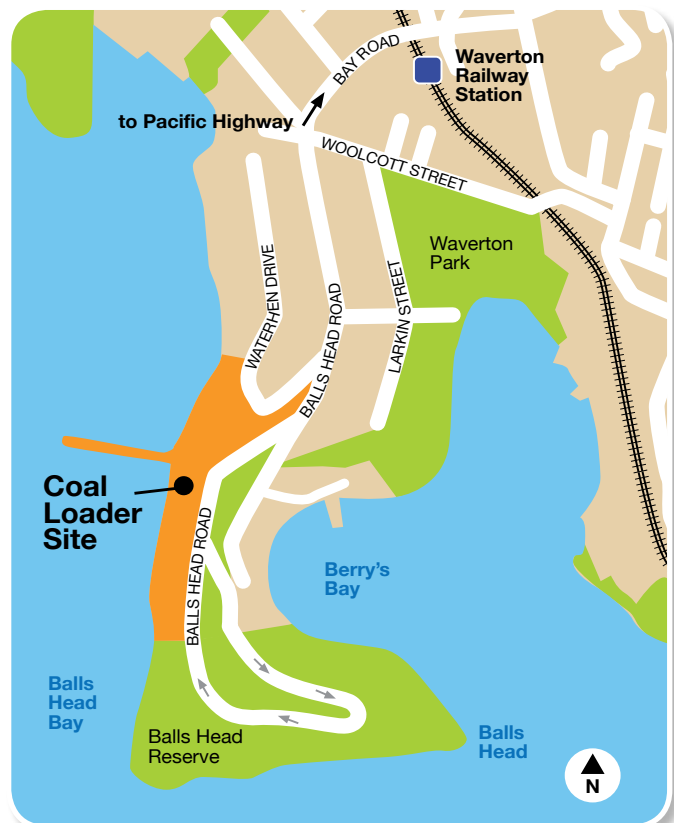 BAY ROAD
Waverton
Railway
Station
to Pacific Highway
WOOLCOTT STREET
Waverton
Park
WATERHEN DRIVE
BALLS HEAD ROAD
LARKIN STREET
Coal
Loader
Site
BALLS HEAD ROAD
Berry's
Bay
Balls
Head
Bay
Balls Head
Reserve
Balls
Head
N